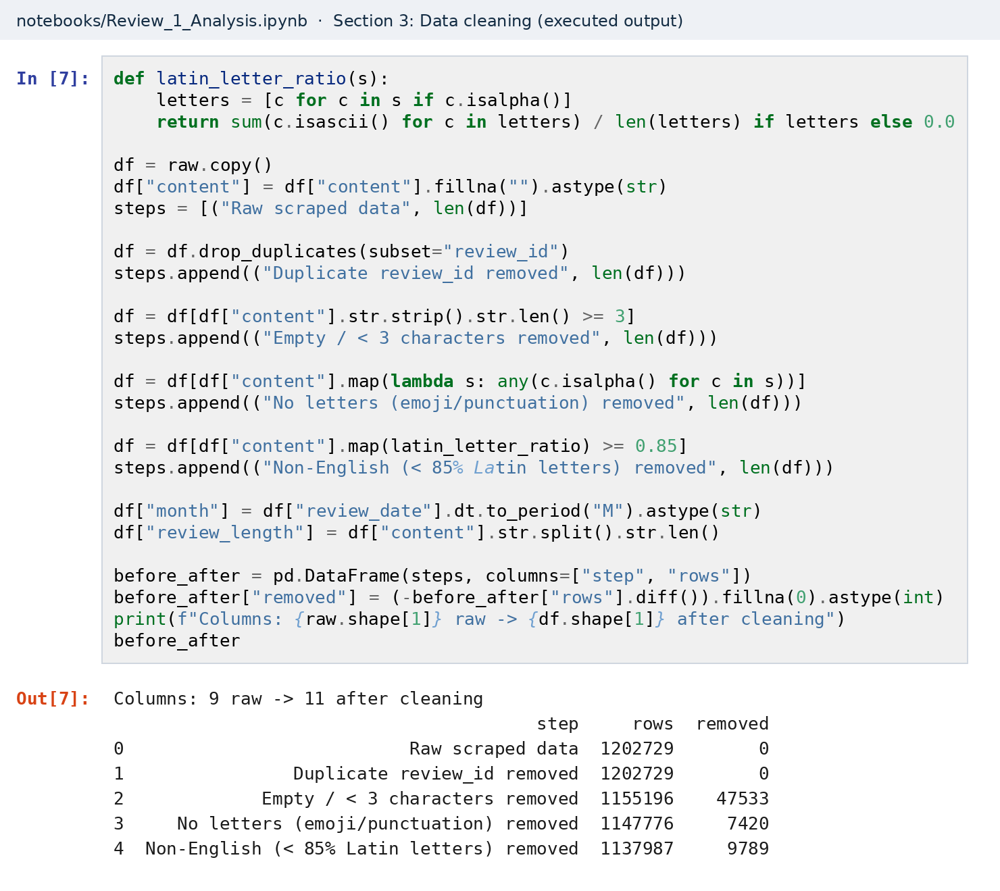 notebooks/Review_1_Analysis.ipynb · Section 3: Data cleaning (executed output)
In [7]:
def latin_letter_ratio(s):
    letters = [c for c in s if c.isalpha()]
    return sum(c.isascii() for c in letters) / len(letters) if letters else 0.0

df = raw.copy()
df["content"] = df["content"].fillna("").astype(str)
steps = [("Raw scraped data", len(df))]

df = df.drop_duplicates(subset="review_id")
steps.append(("Duplicate review_id removed", len(df)))

df = df[df["content"].str.strip().str.len() >= 3]
steps.append(("Empty / < 3 characters removed", len(df)))

df = df[df["content"].map(lambda s: any(c.isalpha() for c in s))]
steps.append(("No letters (emoji/punctuation) removed", len(df)))

df = df[df["content"].map(latin_letter_ratio) >= 0.85]
steps.append(("Non-English (< 85% Latin letters) removed", len(df)))

df["month"] = df["review_date"].dt.to_period("M").astype(str)
df["review_length"] = df["content"].str.split().str.len()

before_after = pd.DataFrame(steps, columns=["step", "rows"])
before_after["removed"] = (-before_after["rows"].diff()).fillna(0).astype(int)
print(f"Columns: {raw.shape[1]} raw -> {df.shape[1]} after cleaning")
before_after
Out[7]:
Columns: 9 raw -> 11 after cleaning
                                        step     rows  removed
0                           Raw scraped data  1202729        0
1                Duplicate review_id removed  1202729        0
2             Empty / < 3 characters removed  1155196    47533
3     No letters (emoji/punctuation) removed  1147776     7420
4  Non-English (< 85% Latin letters) removed  1137987     9789